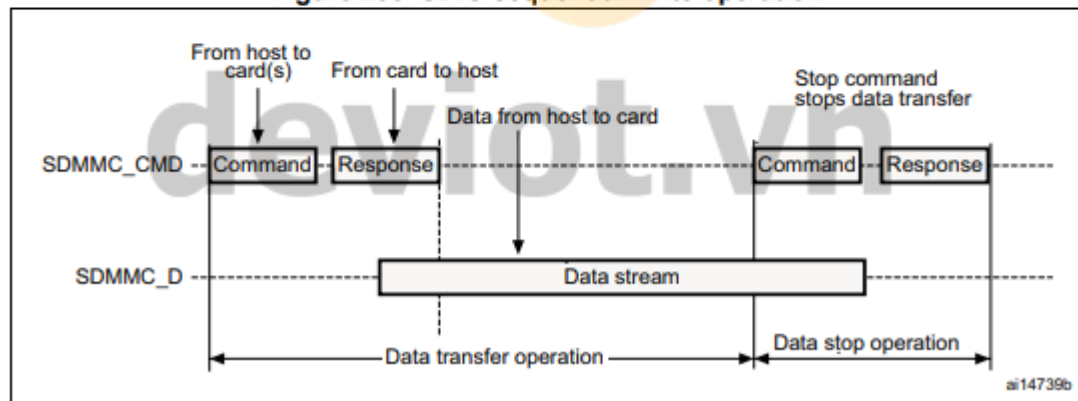 From host to
card(s)
From card to host
Stop command
stops data transfer
Data from host to card
deviot.vn
SDMMC_CMD
Command
Response
Command
Response
SDMMC_D
Data stream
Data transfer operation
Data stop operation
ai14739b